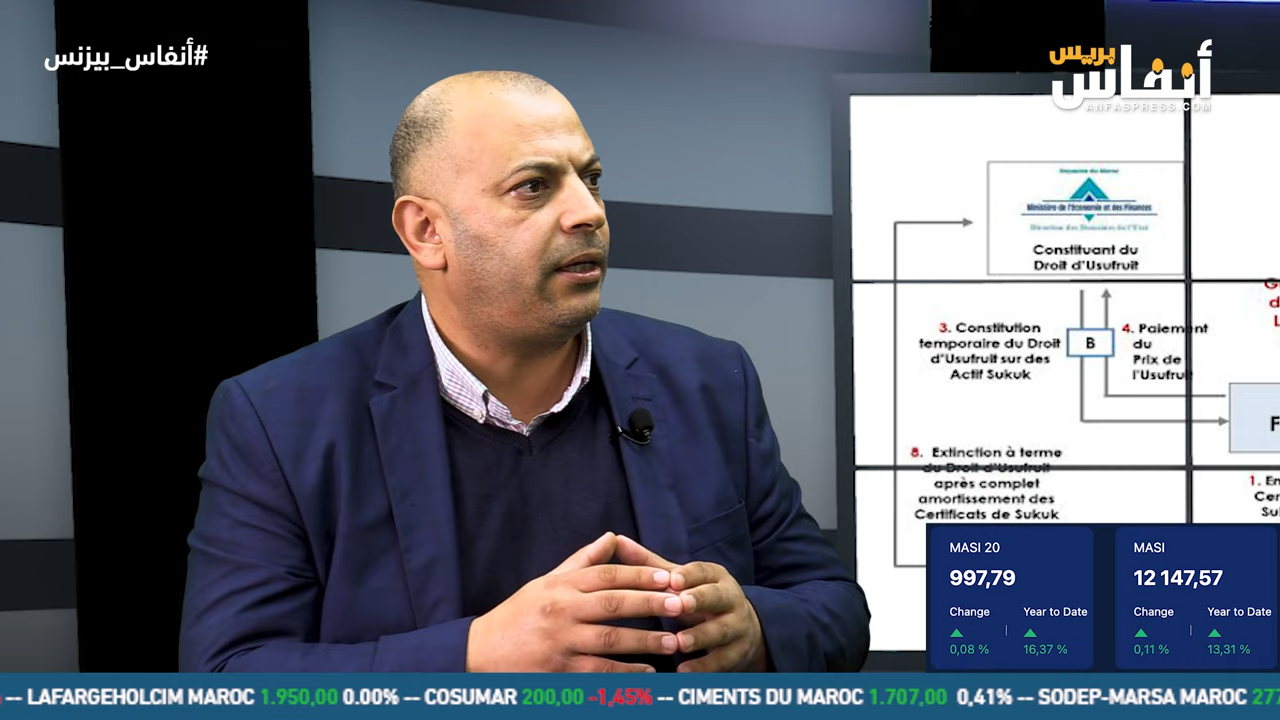 #أنفاس_بيزنس
أنفاس بريس
ANFASPRESS.COM
Royaume du Maroc
Ministère de l'Economie et des Finances
Direction des Domaines de l'Etat
Constituant du
Droit d'Usufruit
3. Constitution
temporaire du Droit
d'Usufruit sur des
Actif Sukuk
B
4. Paiement
du
Prix de
l'Usufruit
8. Extinction à terme
du Droit d'Usufruit
après complet
amortissement des
Certificats de Sukuk
1.
MASI 20
997,79
Change
Year to Date
0,08 %
16,37 %
MASI
12 147,57
Change
Year to Date
0,11 %
13,31 %
-- LAFARGEHOLCIM MAROC 1.950,00 0.00% -- COSUMAR 200,00 -1,45% -- CIMENTS DU MAROC 1.707,00 0,41% -- SODEP-MARSA MAROC 277